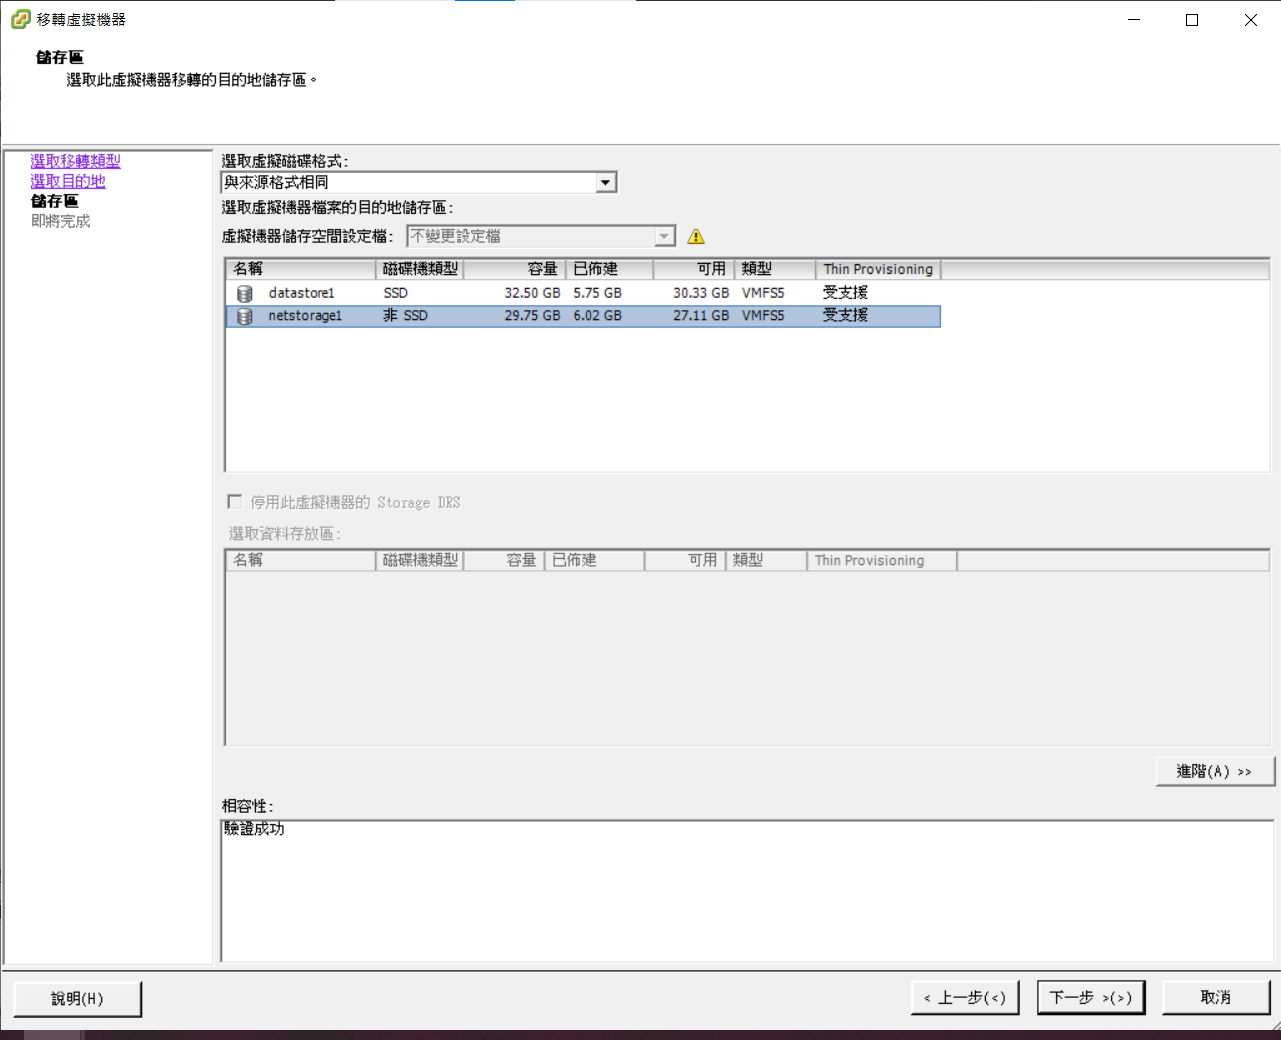 移轉虛擬機器
儲存區
選取此虛擬機器移轉的目的地儲存區。
選取移轉類型
選取目的地
儲存區
即將完成
選取虛擬磁碟格式:
與來源格式相同
選取虛擬機器檔案的目的地儲存區:
虛擬機器儲存空間設定檔: 不變更設定檔
名稱 磁碟機類型 容量 已佈建 可用 類型 Thin Provisioning
datastore1 SSD 32.50 GB 5.75 GB 30.33 GB VMFS5 受支援
netstorage1 非 SSD 29.75 GB 6.02 GB 27.11 GB VMFS5 受支援
停用此虛擬機器的 Storage DRS
選取資料存放區:
名稱 磁碟機類型 容量 已佈建 可用 類型 Thin Provisioning
進階(A) >>
相容性:
驗證成功
說明(H) < 上一步(<) 下一步 >(>) 取消